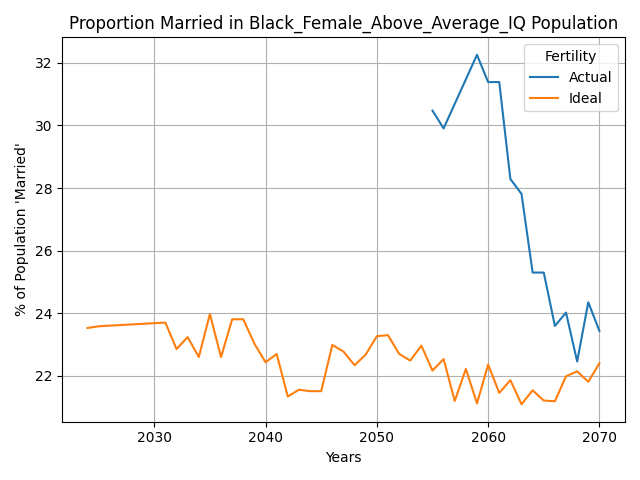 Proportion Married in Black_Female_Above_Average_IQ Population
Fertility
Actual
Ideal
% of Population 'Married'
32
30
28
26
24
22
2030
2040
2050
2060
2070
Years